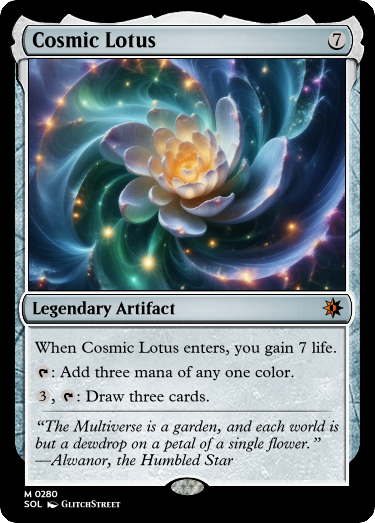 Cosmic Lotus 7
Legendary Artifact
When Cosmic Lotus enters, you gain 7 life.
: Add three mana of any one color.
3, : Draw three cards.
“The Multiverse is a garden, and each world is
but a dewdrop on a petal of a single flower.”
—Alwanor, the Humbled Star
M 0280
SOL GlitchStreet